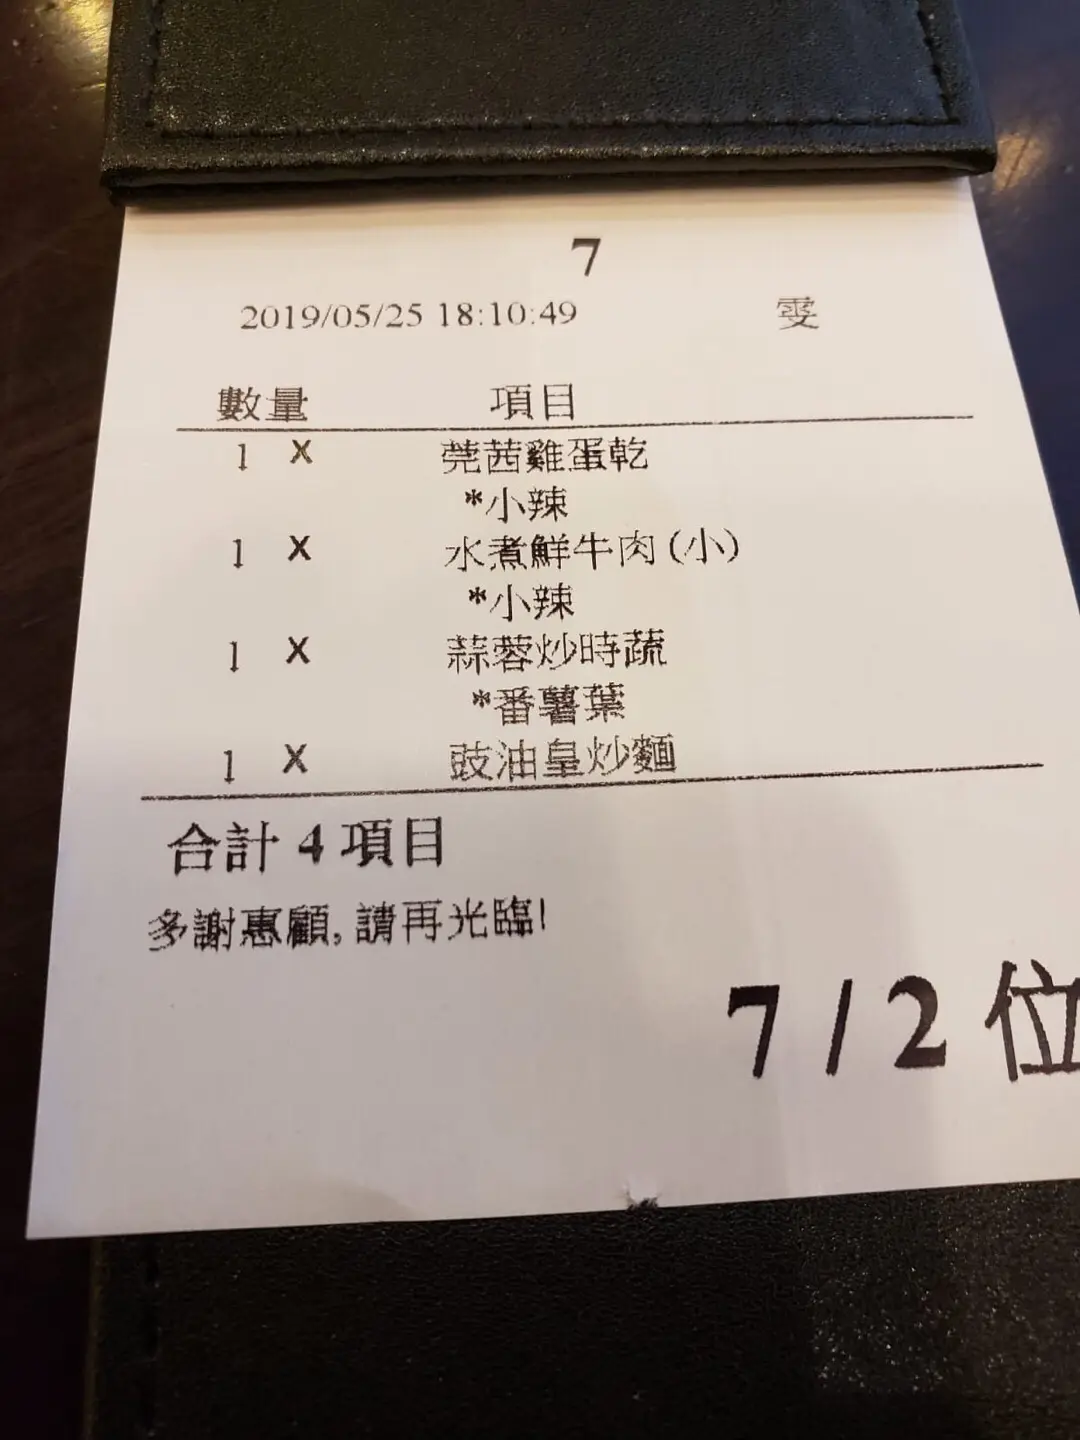 7
2019/05/25 18:10:49 雯
數量 項目
1 X 莞茜雞蛋乾
*小辣
1 X 水煮鮮牛肉(小)
*小辣
1 X 蒜蓉炒時蔬
*番薯葉
1 X 豉油皇炒麵
合計 4 項目
多謝惠顧,請再光臨!
7 / 2 位